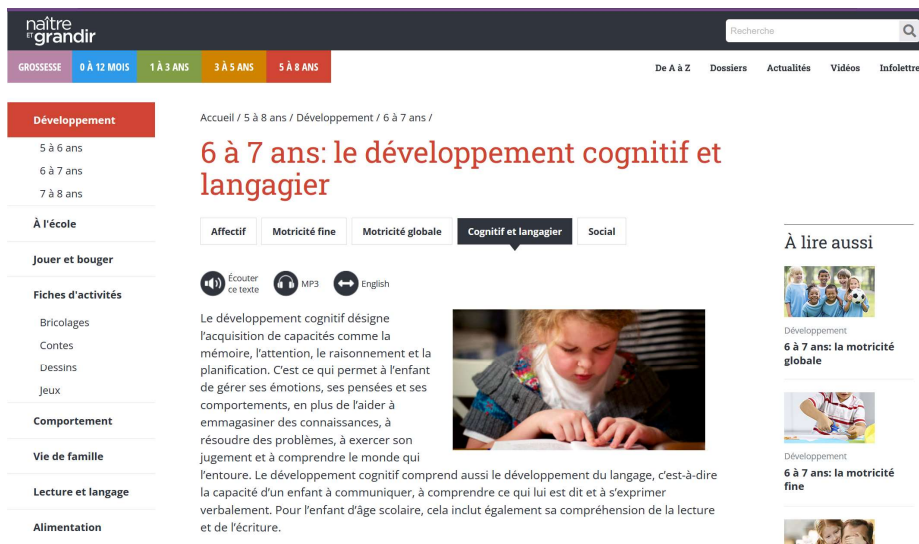 naître
ET grandir
Recherche
GROSSESSE
0 À 12 MOIS
1 À 3 ANS
3 À 5 ANS
5 À 8 ANS
De A à Z
Dossiers
Actualités
Vidéos
Infolettre
Développement
5 à 6 ans
6 à 7 ans
7 à 8 ans
À l'école
Jouer et bouger
Fiches d'activités
Bricolages
Contes
Dessins
Jeux
Comportement
Vie de famille
Lecture et langage
Alimentation
Accueil / 5 à 8 ans / Développement / 6 à 7 ans /
6 à 7 ans: le développement cognitif et
langagier
Affectif
Motricité fine
Motricité globale
Cognitif et langagier
Social
Écouter
ce texte
MP3
English
Le développement cognitif désigne
l’acquisition de capacités comme la
mémoire, l’attention, le raisonnement et la
planification. C’est ce qui permet à l’enfant
de gérer ses émotions, ses pensées et ses
comportements, en plus de l’aider à
emmagasiner des connaissances, à
résoudre des problèmes, à exercer son
jugement et à comprendre le monde qui
l’entoure. Le développement cognitif comprend aussi le développement du langage, c’est-à-dire
la capacité d’un enfant à communiquer, à comprendre ce qui lui est dit et à s’exprimer
verbalement. Pour l’enfant d’âge scolaire, cela inclut également sa compréhension de la lecture
et de l’écriture.
À lire aussi
Développement
6 à 7 ans: la motricité
globale
Développement
6 à 7 ans: la motricité
fine